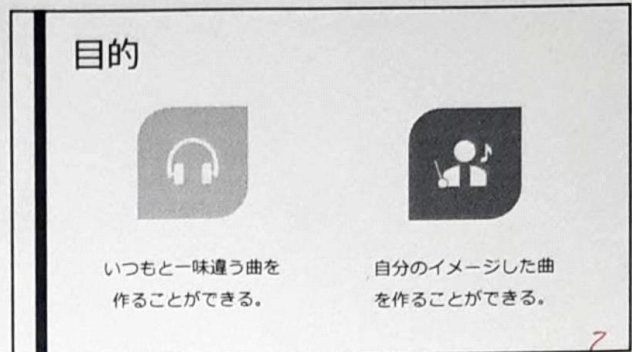 目的
いつもと一味違う曲を
作ることができる。
自分のイメージした曲
を作ることができる。